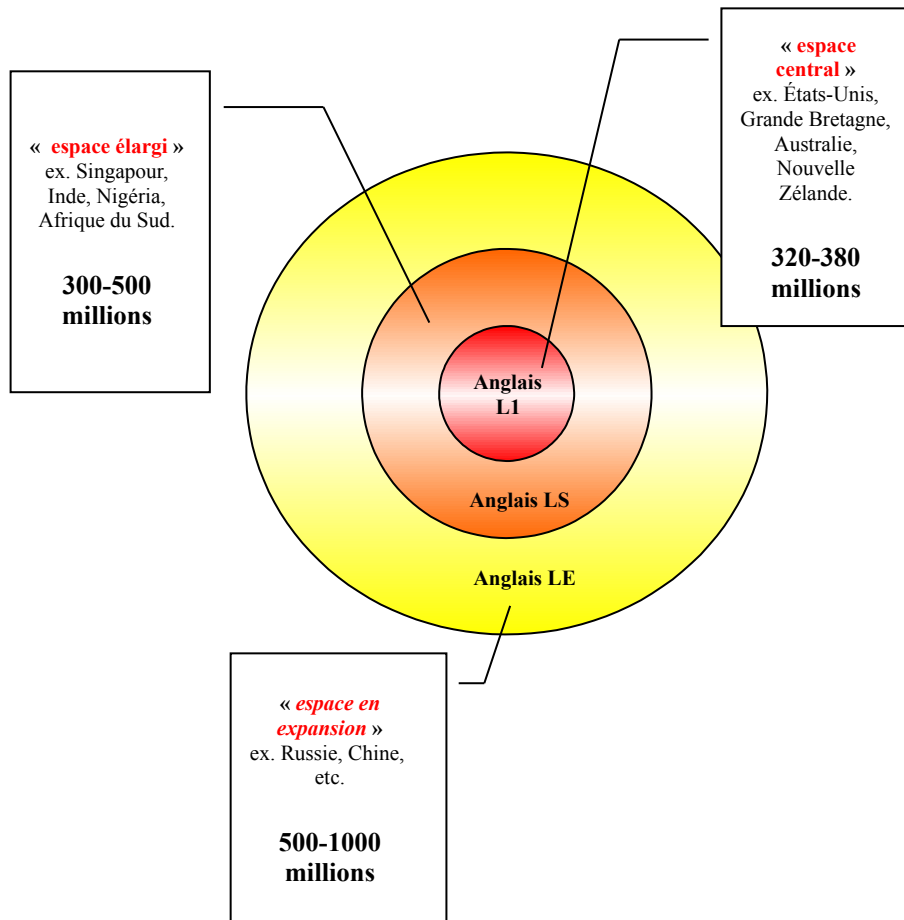 « espace
central »
ex. États-Unis,
Grande Bretagne,
Australie,
Nouvelle
Zélande.
320-380
millions
« espace élargi »
ex. Singapour,
Inde, Nigéria,
Afrique du Sud.
300-500
millions
Anglais
L1
Anglais LS
Anglais LE
« espace en
expansion »
ex. Russie, Chine,
etc.
500-1000
millions